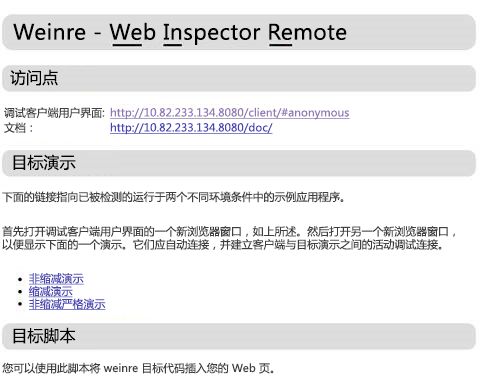 Weinre - Web Inspector Remote
访问点
调试客户端用户界面: http://10.82.233.134.8080/client/#anonymous
文档： http://10.82.233.134.8080/doc/
目标演示
下面的链接指向已被检测的运行于两个不同环境条件中的示例应用程序。
首先打开调试客户端用户界面的一个新浏览器窗口，如上所述。然后打开另一个新浏览器窗口，
以便显示下面的一个演示。它们应自动连接，并建立客户端与目标演示之间的活动调试连接。
• 非缩减演示
• 缩减演示
• 非缩减严格演示
目标脚本
您可以使用此脚本将 weinre 目标代码插入您的 Web 页。